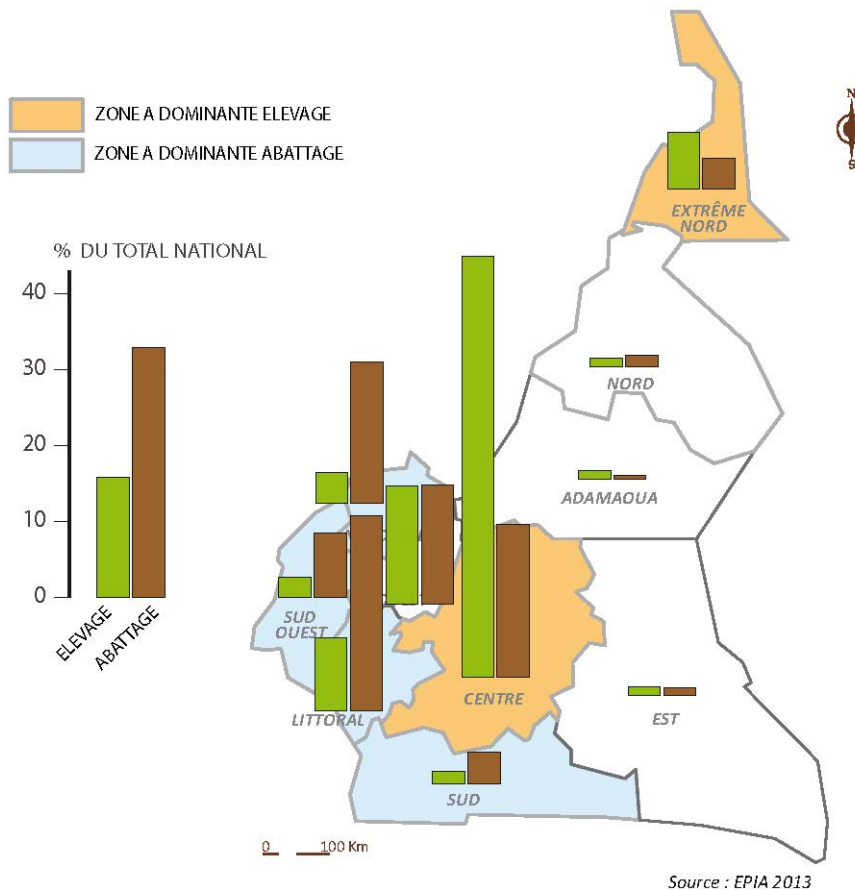 N
S
ZONE A DOMINANTE ELEVAGE
ZONE A DOMINANTE ABATTAGE
EXTRÊME
NORD
% DU TOTAL NATIONAL
40
30
20
10
0
ELEVAGE
ABATTAGE
NORD
ADAMAOUA
SUD
OUEST
LITTORAL
CENTRE
EST
SUD
0 100 Km
Source : EPIA 2013